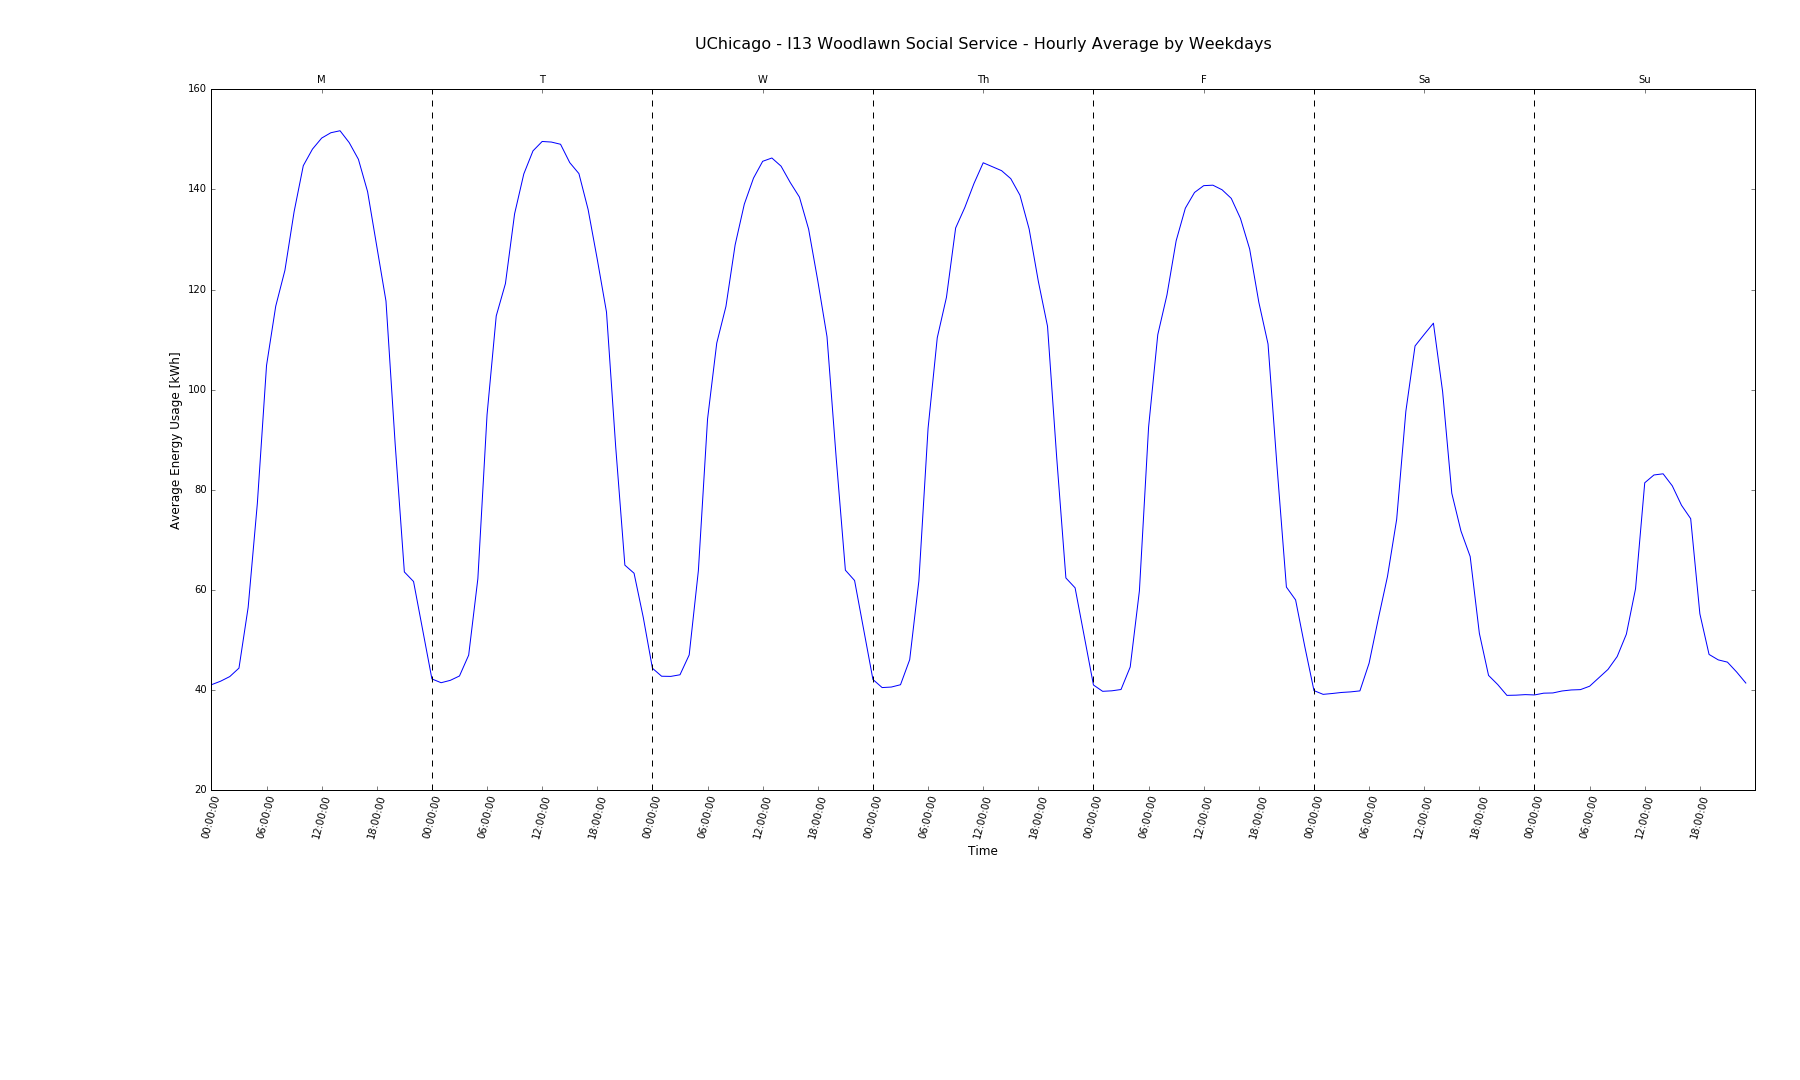 UChicago - I13 Woodlawn Social Service - Hourly Average by Weekdays
M T W Th F Sa Su
160
140
120
100
80
60
40
20
Average Energy Usage [kWh]
00:00:00 06:00:00 12:00:00 18:00:00 00:00:00 06:00:00 12:00:00 18:00:00 00:00:00 06:00:00 12:00:00 18:00:00 00:00:00 06:00:00 12:00:00 18:00:00 00:00:00 06:00:00 12:00:00 18:00:00 00:00:00 06:00:00 12:00:00 18:00:00 00:00:00 06:00:00 12:00:00 18:00:00
Time